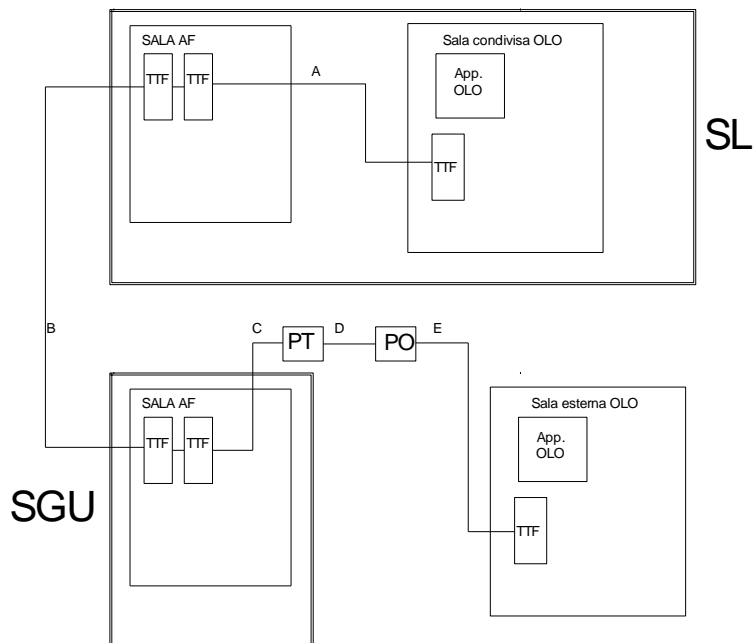 SALA AF
TTF
TTF
A
Sala condivisa OLO
App.
OLO
TTF
SL
B
C
PT
D
PO
E
SALA AF
TTF
TTF
SGU
Sala esterna OLO
App.
OLO
TTF